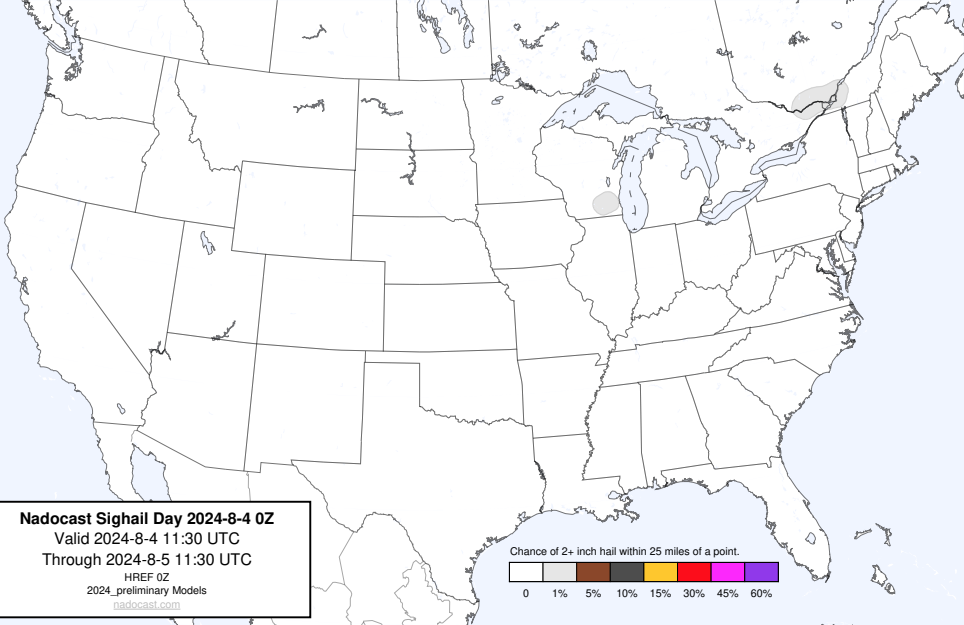 Nadocast Sighail Day 2024-8-4 0Z
Valid 2024-8-4 11:30 UTC
Through 2024-8-5 11:30 UTC
HREF 0Z
2024_preliminary Models
nadocast.com
Chance of 2+ inch hail within 25 miles of a point.
0 1% 5% 10% 15% 30% 45% 60%